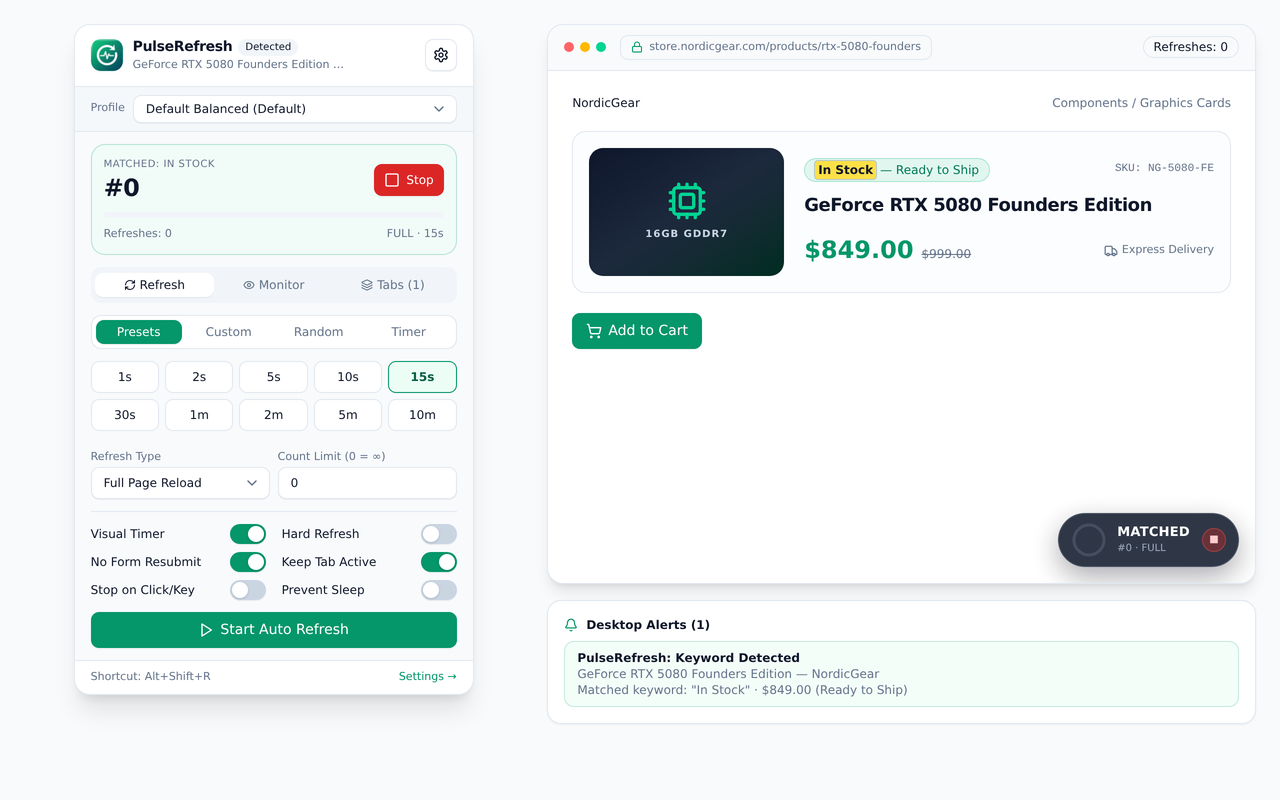 PulseRefresh Detected
GeForce RTX 5080 Founders Edition ...
Profile Default Balanced (Default)
MATCHED: IN STOCK
#0
Stop
Refreshes: 0 FULL · 15s
Refresh Monitor Tabs (1)
Presets Custom Random Timer
1s 2s 5s 10s 15s
30s 1m 2m 5m 10m
Refresh Type Count Limit (0 = ∞)
Full Page Reload 0
Visual Timer Hard Refresh
No Form Resubmit Keep Tab Active
Stop on Click/Key Prevent Sleep
Start Auto Refresh
Shortcut: Alt+Shift+R Settings →
store.nordicgear.com/products/rtx-5080-founders Refreshes: 0
NordicGear Components / Graphics Cards
16GB GDDR7
In Stock — Ready to Ship SKU: NG-5080-FE
GeForce RTX 5080 Founders Edition
$849.00 $999.00 Express Delivery
Add to Cart
MATCHED
#0 · FULL
Desktop Alerts (1)
PulseRefresh: Keyword Detected
GeForce RTX 5080 Founders Edition — NordicGear
Matched keyword: "In Stock" · $849.00 (Ready to Ship)